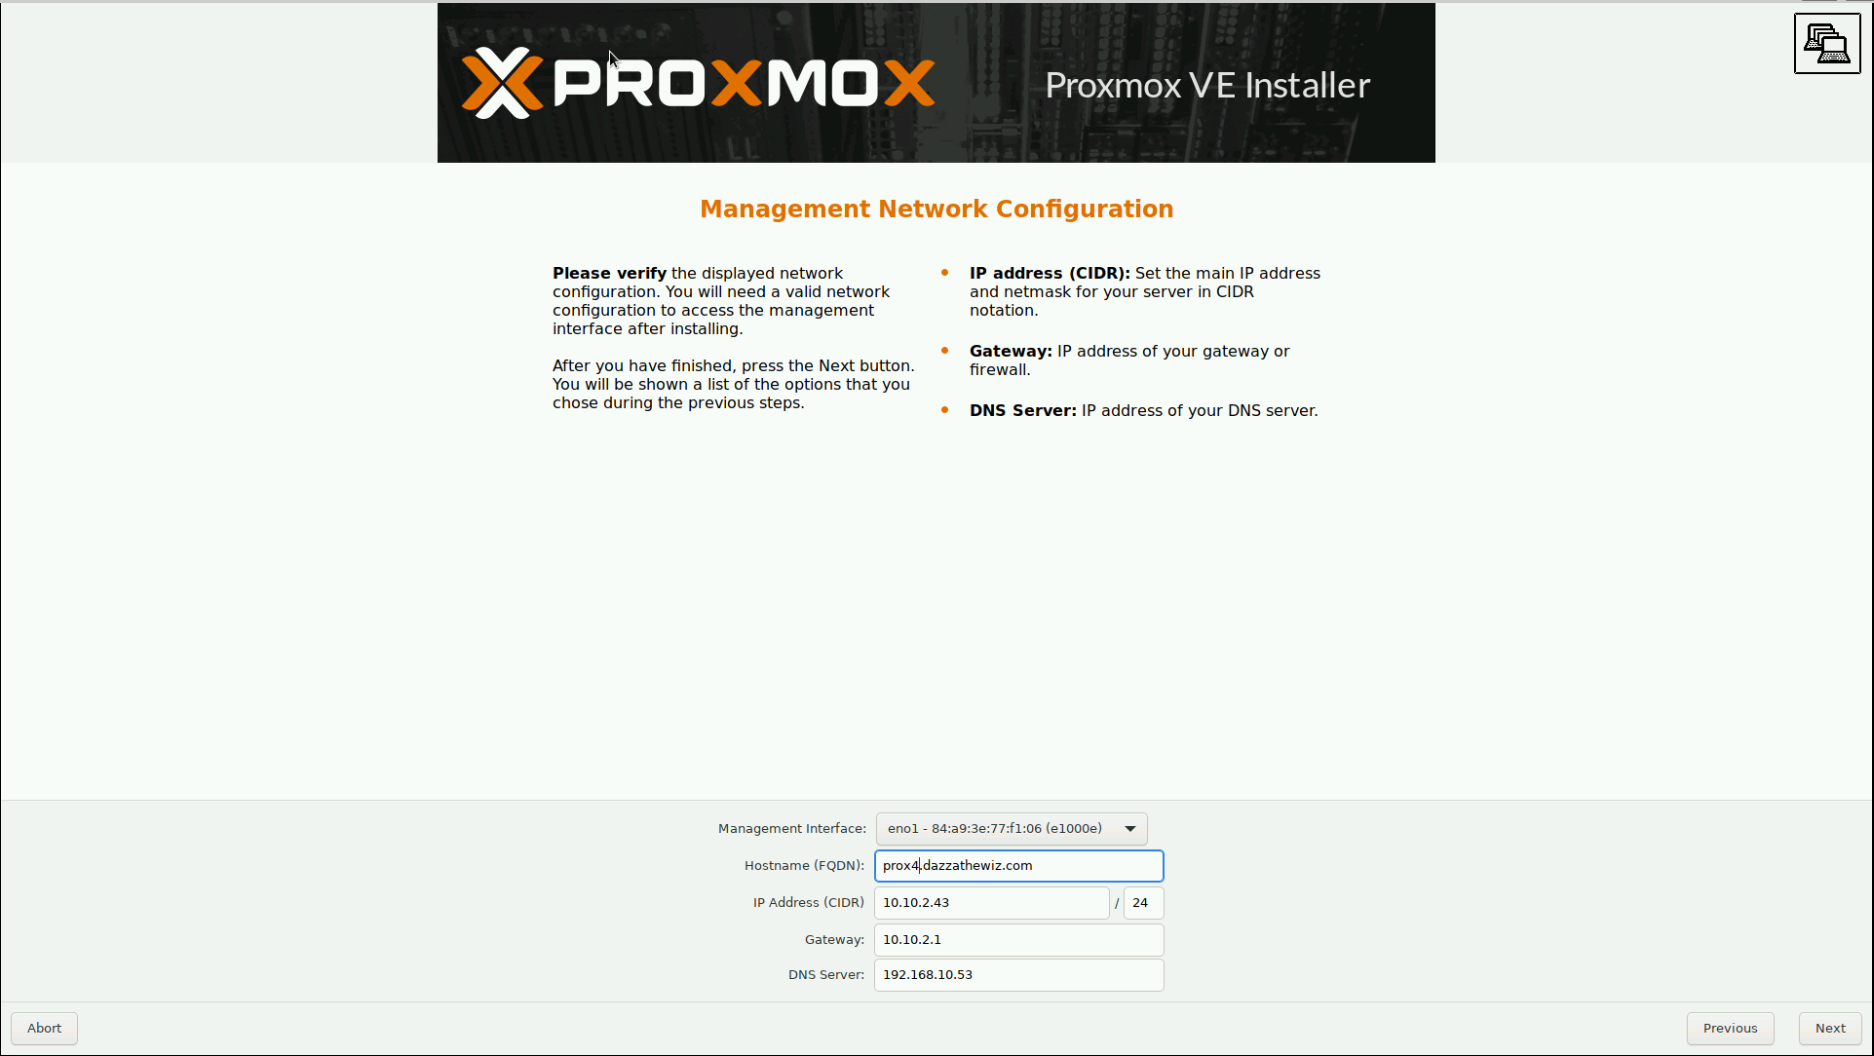 PROXMOX
Proxmox VE Installer
Management Network Configuration
Please verify the displayed network
configuration. You will need a valid network
configuration to access the management
interface after installing.
After you have finished, press the Next button.
You will be shown a list of the options that you
chose during the previous steps.
• IP address (CIDR): Set the main IP address
and netmask for your server in CIDR
notation.
• Gateway: IP address of your gateway or
firewall.
• DNS Server: IP address of your DNS server.
Management Interface: eno1 - 84:a9:3e:77:f1:06 (e1000e)
Hostname (FQDN): prox4.dazzathewiz.com
IP Address (CIDR) 10.10.2.43 / 24
Gateway: 10.10.2.1
DNS Server: 192.168.10.53
Abort Previous Next